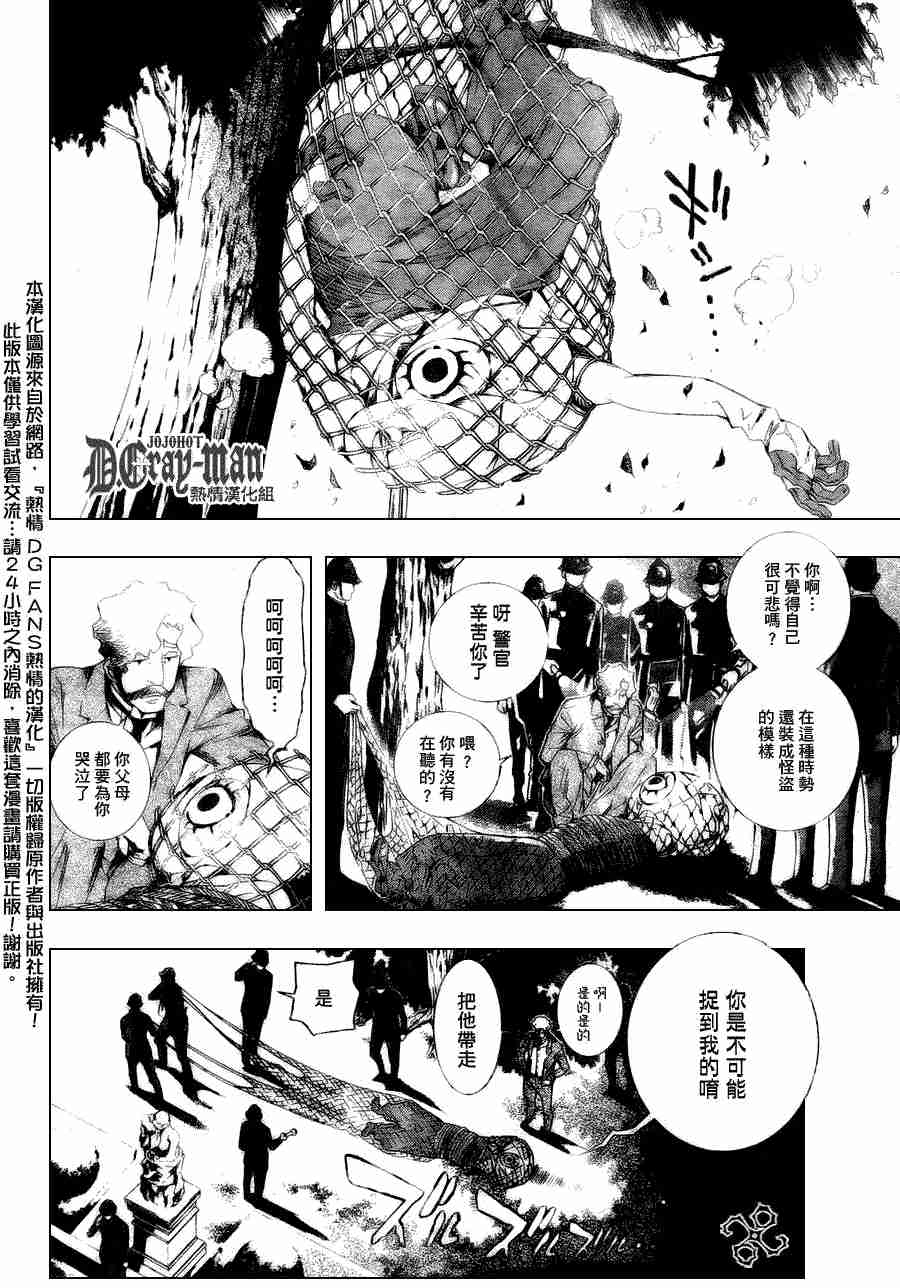 本漢化圖源來自於網路．『熱情DG FANS熱情的漢化』一切版權歸原作者與出版社擁有！
此版本僅供學習試看交流…請24小時之內消除．喜歡這套漫畫請購買正版！謝謝。
JOJOHOT
D.Gray-man
熱情漢化組
你啊…
不覺得自己
很可悲嗎？
在這種時勢
還裝成怪盜
的模樣
呀 警官
辛苦你了
喂？
你有沒有
在聽的？
呵呵呵呵…
你父母
都要為你
哭泣了
你是不可能
捉到我的唷
啊ー
是的是的
把他帶走
是
ズル
ズル
ズル